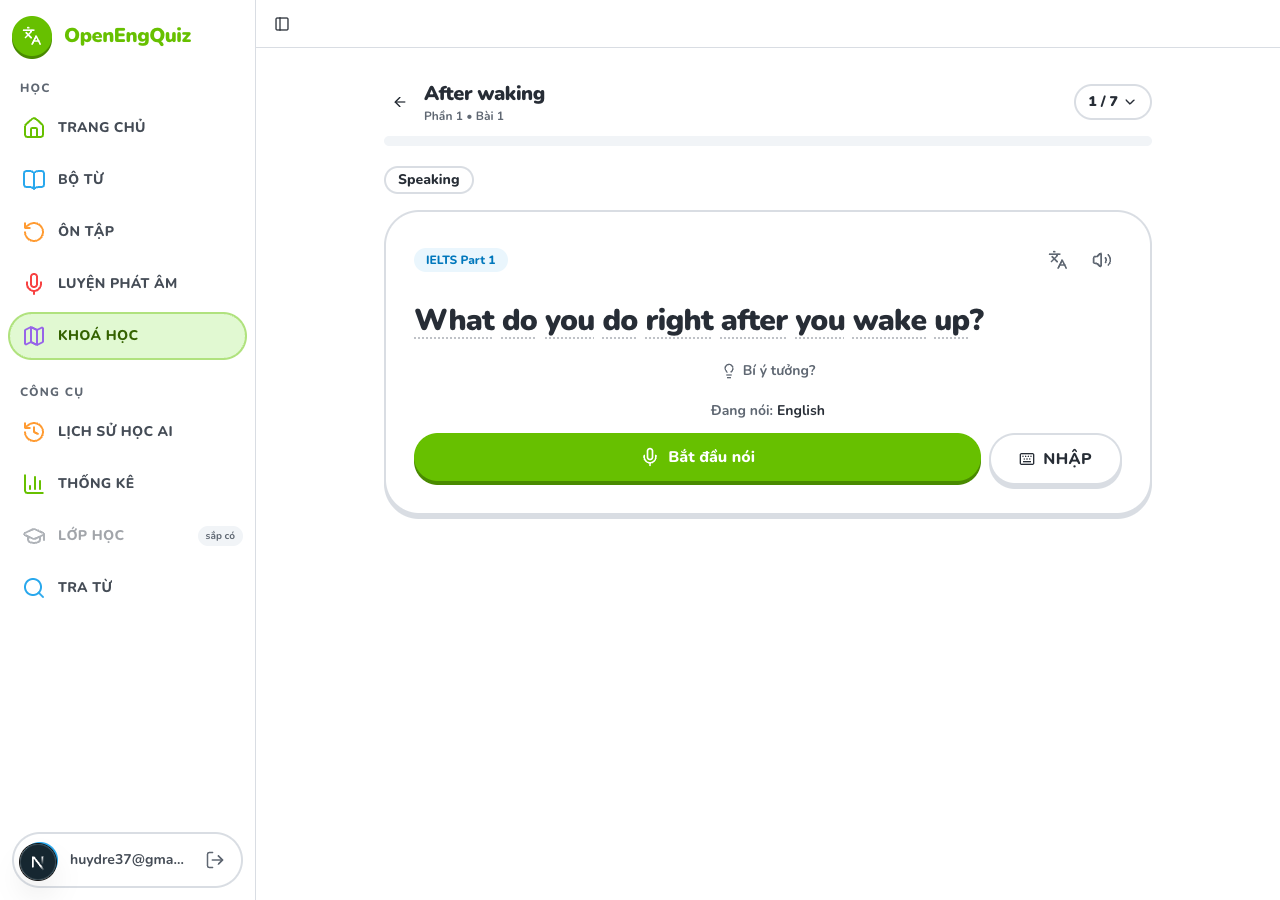 OpenEngQuiz
HỌC
TRANG CHỦ
BỘ TỪ
ÔN TẬP
LUYỆN PHÁT ÂM
KHOÁ HỌC
CÔNG CỤ
LỊCH SỬ HỌC AI
THỐNG KÊ
LỚP HỌC
sắp có
TRA TỪ
N
huydre37@gma...
After waking
Phần 1 • Bài 1
1 / 7
Speaking
IELTS Part 1
What do you do right after you wake up?
Bí ý tưởng?
Đang nói: English
Bắt đầu nói
NHẬP